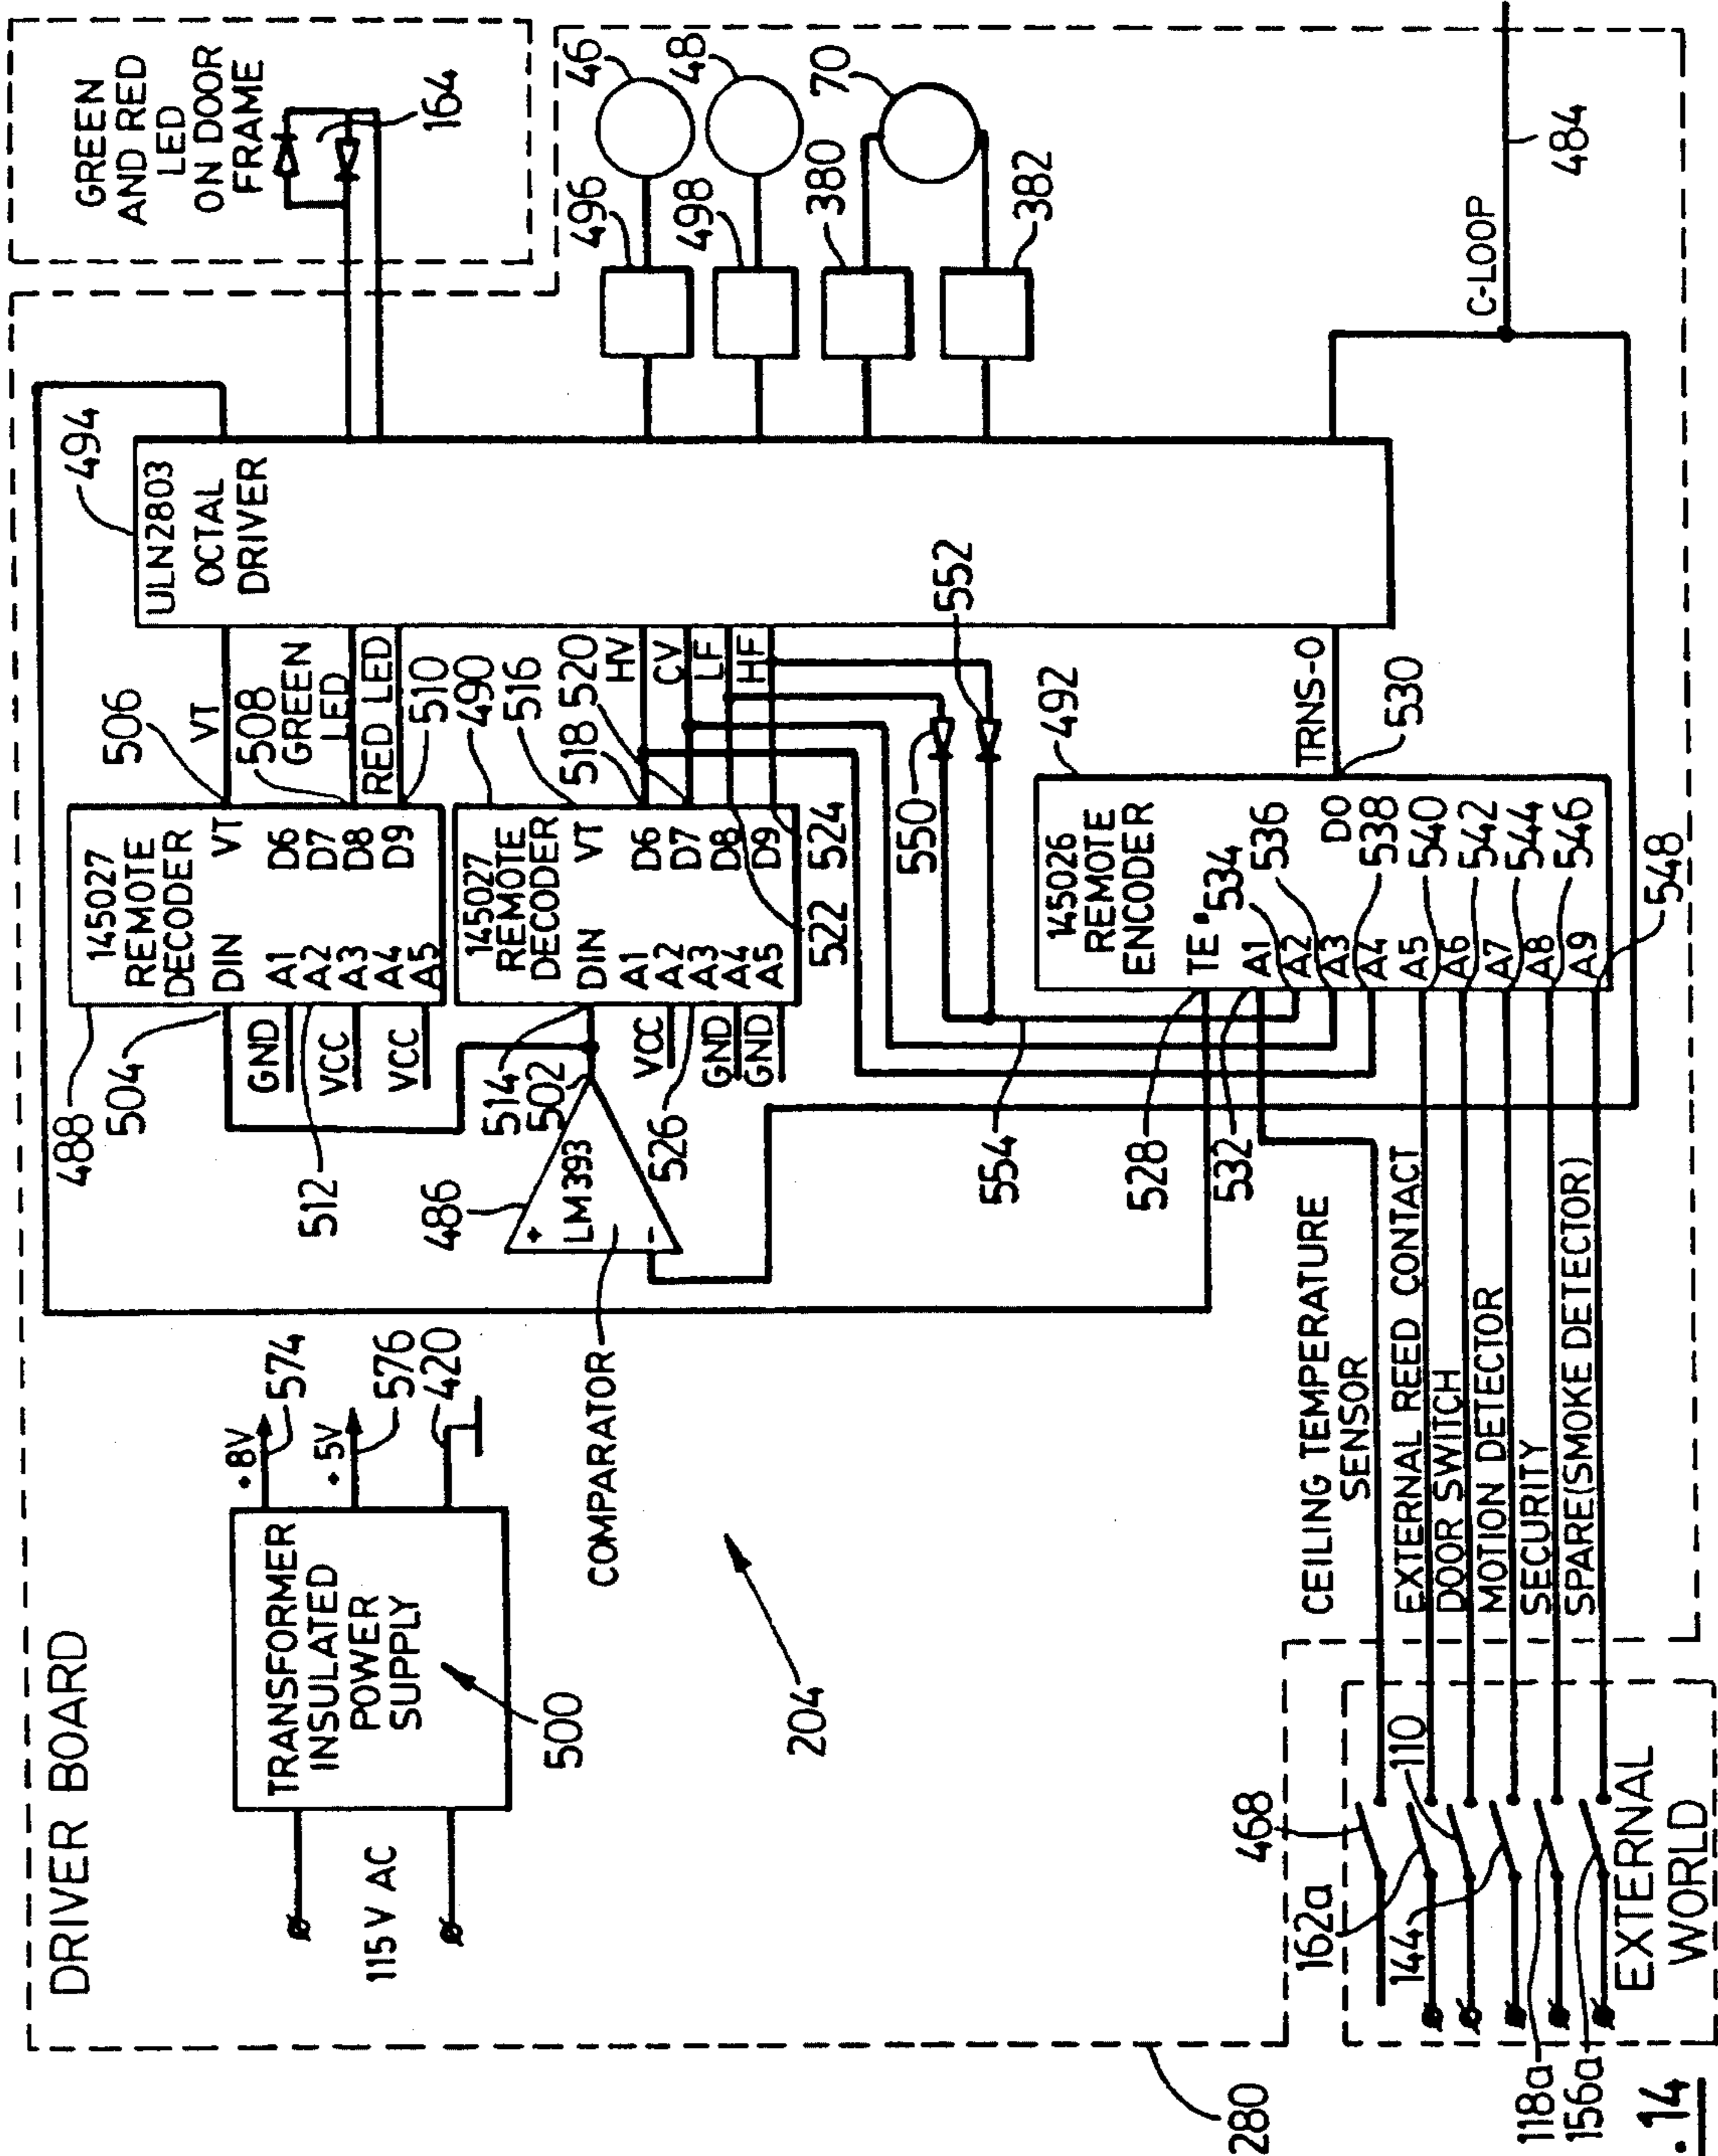 DRIVER BOARD
TRANSFORMER
INSULATED
POWER
SUPPLY
500
115 V AC
+8V
574
+5V
576
420
204
280
COMPARATOR
486
+
LM393
-
502
488
145027
REMOTE
DECODER
DIN
VT
A1
A2
A3
A4
A5
D6
D7
D8
D9
504
GND
VCC
VCC
512
506
VT
508
GREEN
LED
RED LED
510
490
145027
REMOTE
DECODER
DIN
VT
A1
A2
A3
A4
A5
D6
D7
D8
D9
514
VCC
GND
GND
526
516
518
520
522
524
HV
CV
LF
HF
550
552
554
494
ULN2803
OCTAL
DRIVER
GREEN
AND RED
LED
ON DOOR
FRAME
164
496
46
498
48
380
70
382
C-LOOP
484
492
145026
REMOTE
ENCODER
TE'
A1
A2
A3
A4
A5
A6
A7
A8
A9
DO
TRNS-O
530
528
532
534
536
538
540
542
544
546
548
CEILING TEMPERATURE
SENSOR
EXTERNAL REED CONTACT
DOOR SWITCH
MOTION DETECTOR
SECURITY
SPARE(SMOKE DETECTOR)
468
162a
110
144
118a
156a
EXTERNAL
WORLD
. 14